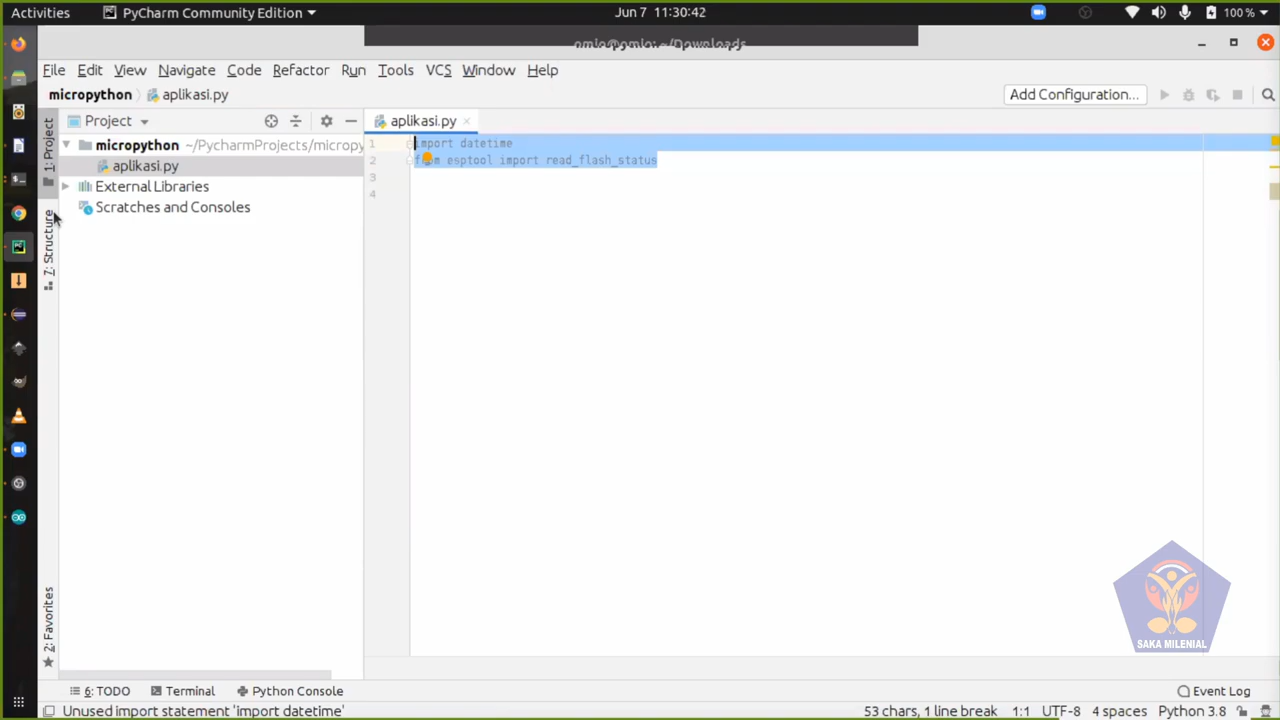 Activities PyCharm Community Edition Jun 7 11:30:42 100 %
omio@omio: ~/Downloads
File Edit View Navigate Code Refactor Run Tools VCS Window Help
micropython aplikasi.py Add Configuration...
1: Project
Project
aplikasi.py
micropython ~/PycharmProjects/micropy
aplikasi.py
External Libraries
Scratches and Consoles
7: Structure
2: Favorites
1 import datetime
2 from esptool import read_flash_status
3
4
SAKA MILENIAL
6: TODO Terminal Python Console Event Log
Unused import statement 'import datetime' 53 chars, 1 line break 1:1 UTF-8 4 spaces Python 3.8